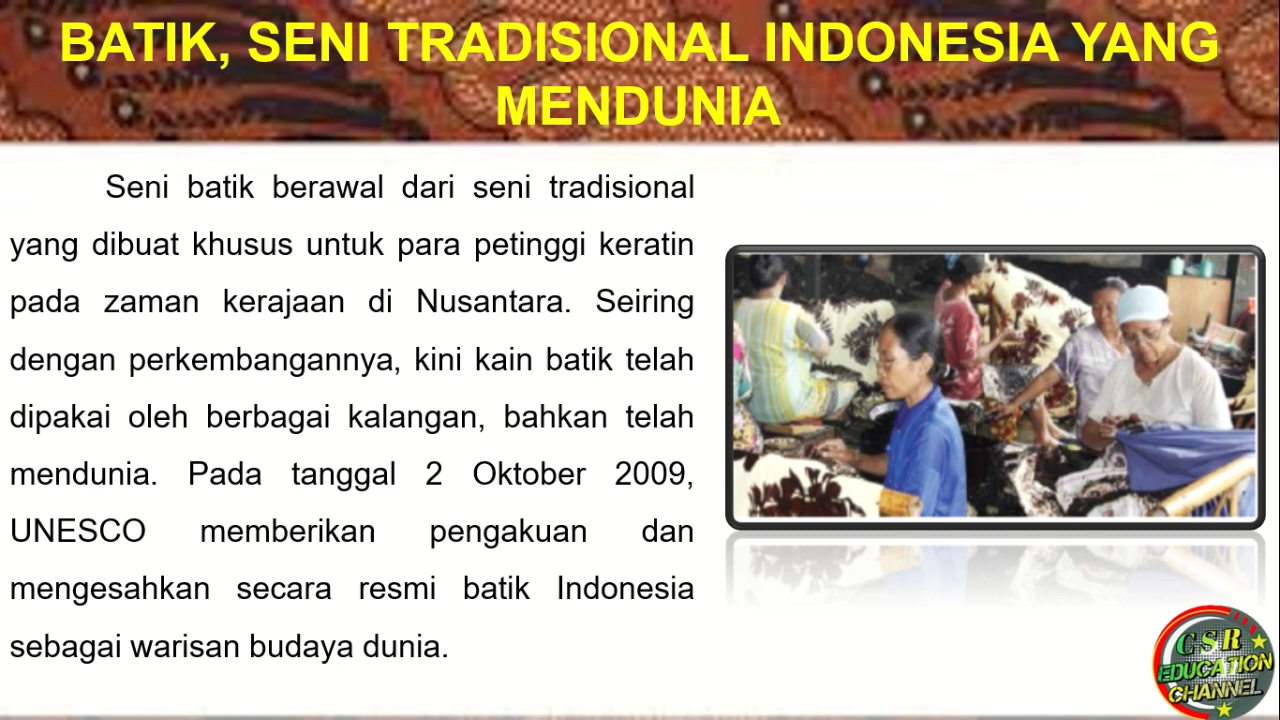 BATIK, SENI TRADISIONAL INDONESIA YANG
MENDUNIA
Seni batik berawal dari seni tradisional
yang dibuat khusus untuk para petinggi keratin
pada zaman kerajaan di Nusantara. Seiring
dengan perkembangannya, kini kain batik telah
dipakai oleh berbagai kalangan, bahkan telah
mendunia. Pada tanggal 2 Oktober 2009,
UNESCO memberikan pengakuan dan
mengesahkan secara resmi batik Indonesia
sebagai warisan budaya dunia.
CSR
EDUCATION
CHANNEL